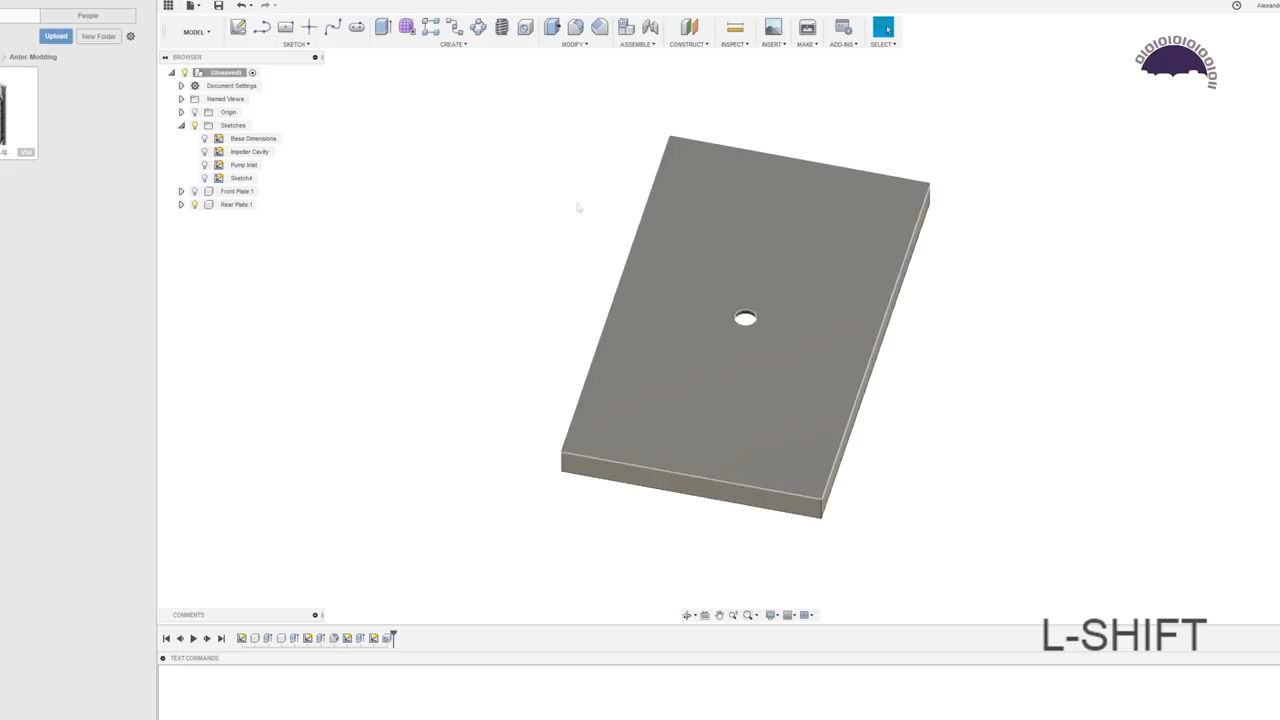 Alexand
MODEL
SKETCH
CREATE
MODIFY
ASSEMBLE
CONSTRUCT
INSPECT
INSERT
MAKE
ADD-INS
SELECT
People
Upload
New Folder
Antec Modding
BROWSER
(Unsaved)
Document Settings
Named Views
Origin
Sketches
Base Dimensions
Impeller Cavity
Pump Inlet
Sketch4
Front Plate:1
Rear Plate:1
COMMENTS
L-SHIFT
TEXT COMMANDS